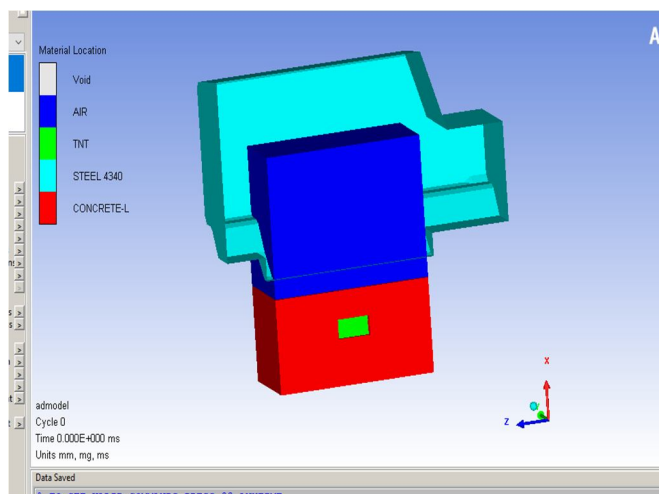 A
Material Location
Void
AIR
TNT
STEEL 4340
CONCRETE-L
X
Z
admodel
Cycle 0
Time 0.000E+000 ms
Units mm, mg, ms
Data Saved